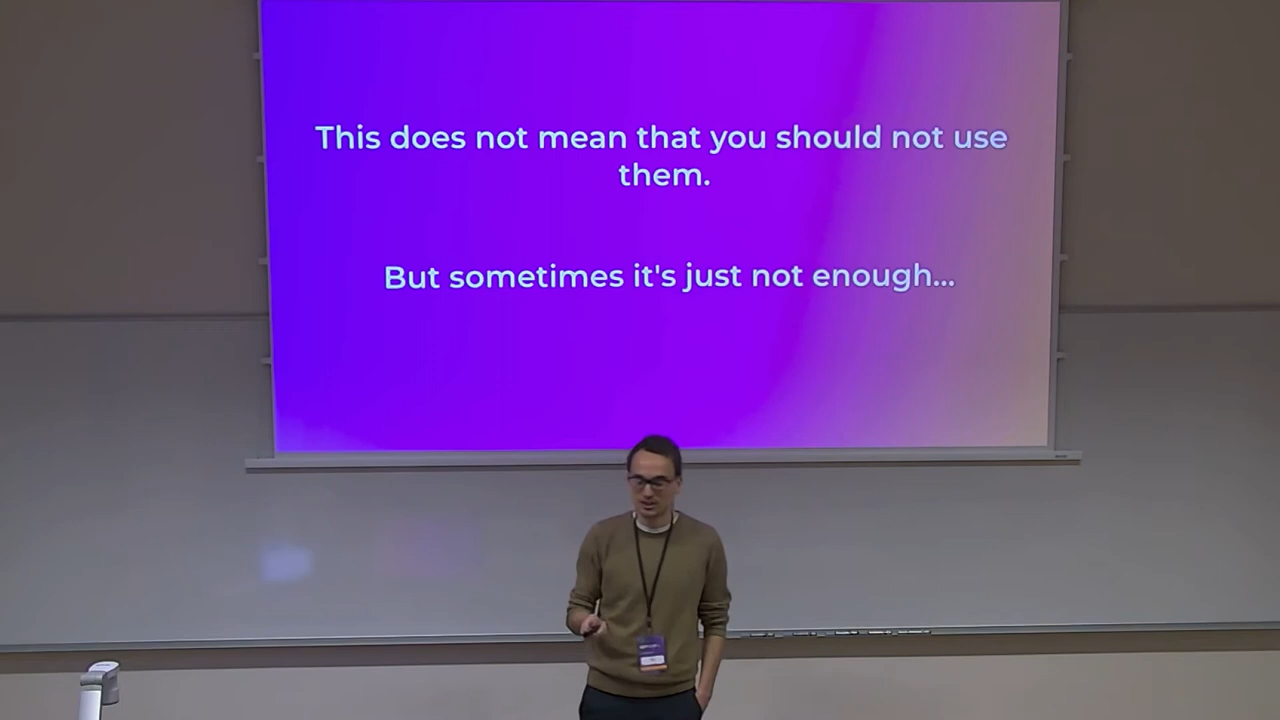 This does not mean that you should not use
them.
But sometimes it's just not enough...